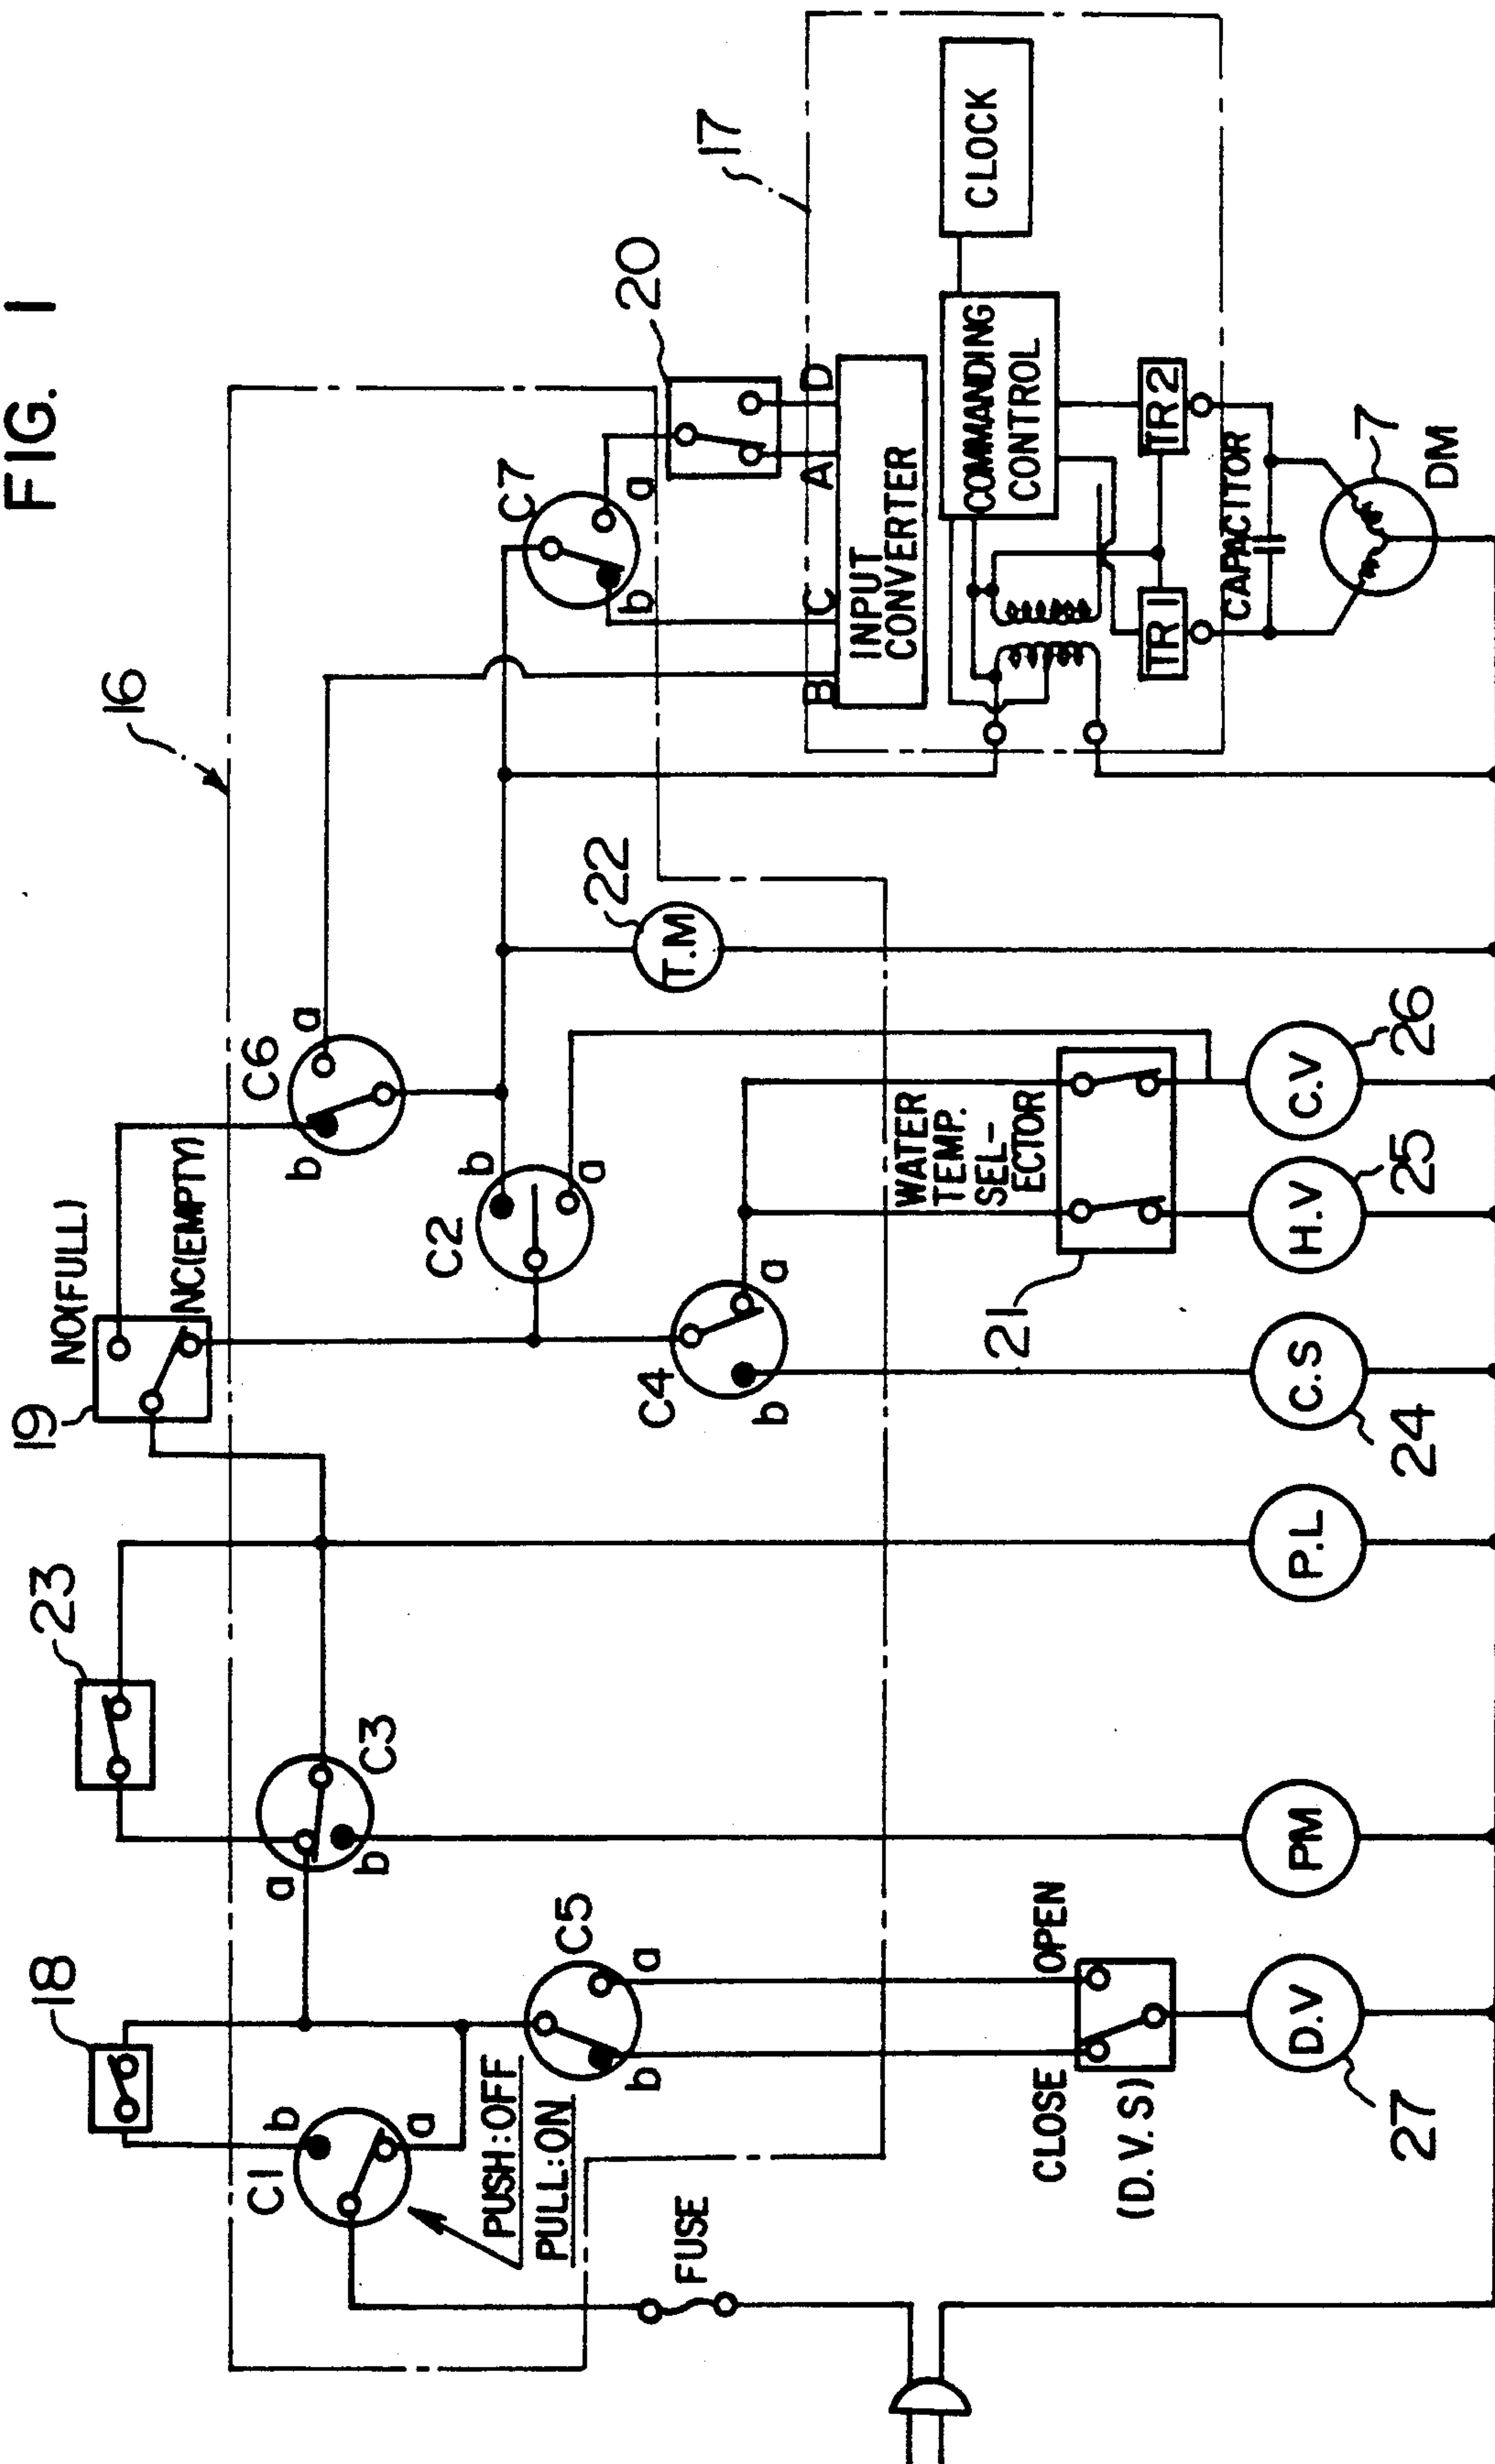 FIG. 1
16
17
18
19
20
21
22
23
24
25
26
27
7
C1
b
a
PUSH:OFF
PULL:ON
C3
a
b
C5
a
b
NO(FULL)
NC(EMPTY)
C6
a
b
C2
b
a
C4
a
b
C7
a
b
T.M
B
C
A
D
INPUT
CONVERTER
COMMANDING
CONTROL
CLOCK
TR1
TR2
CAPACITOR
DM
WATER
TEMP.
SEL-
ECTOR
FUSE
CLOSE
OPEN
(D.V.S)
D.V
PM
P.L
C.S
H.V
C.V